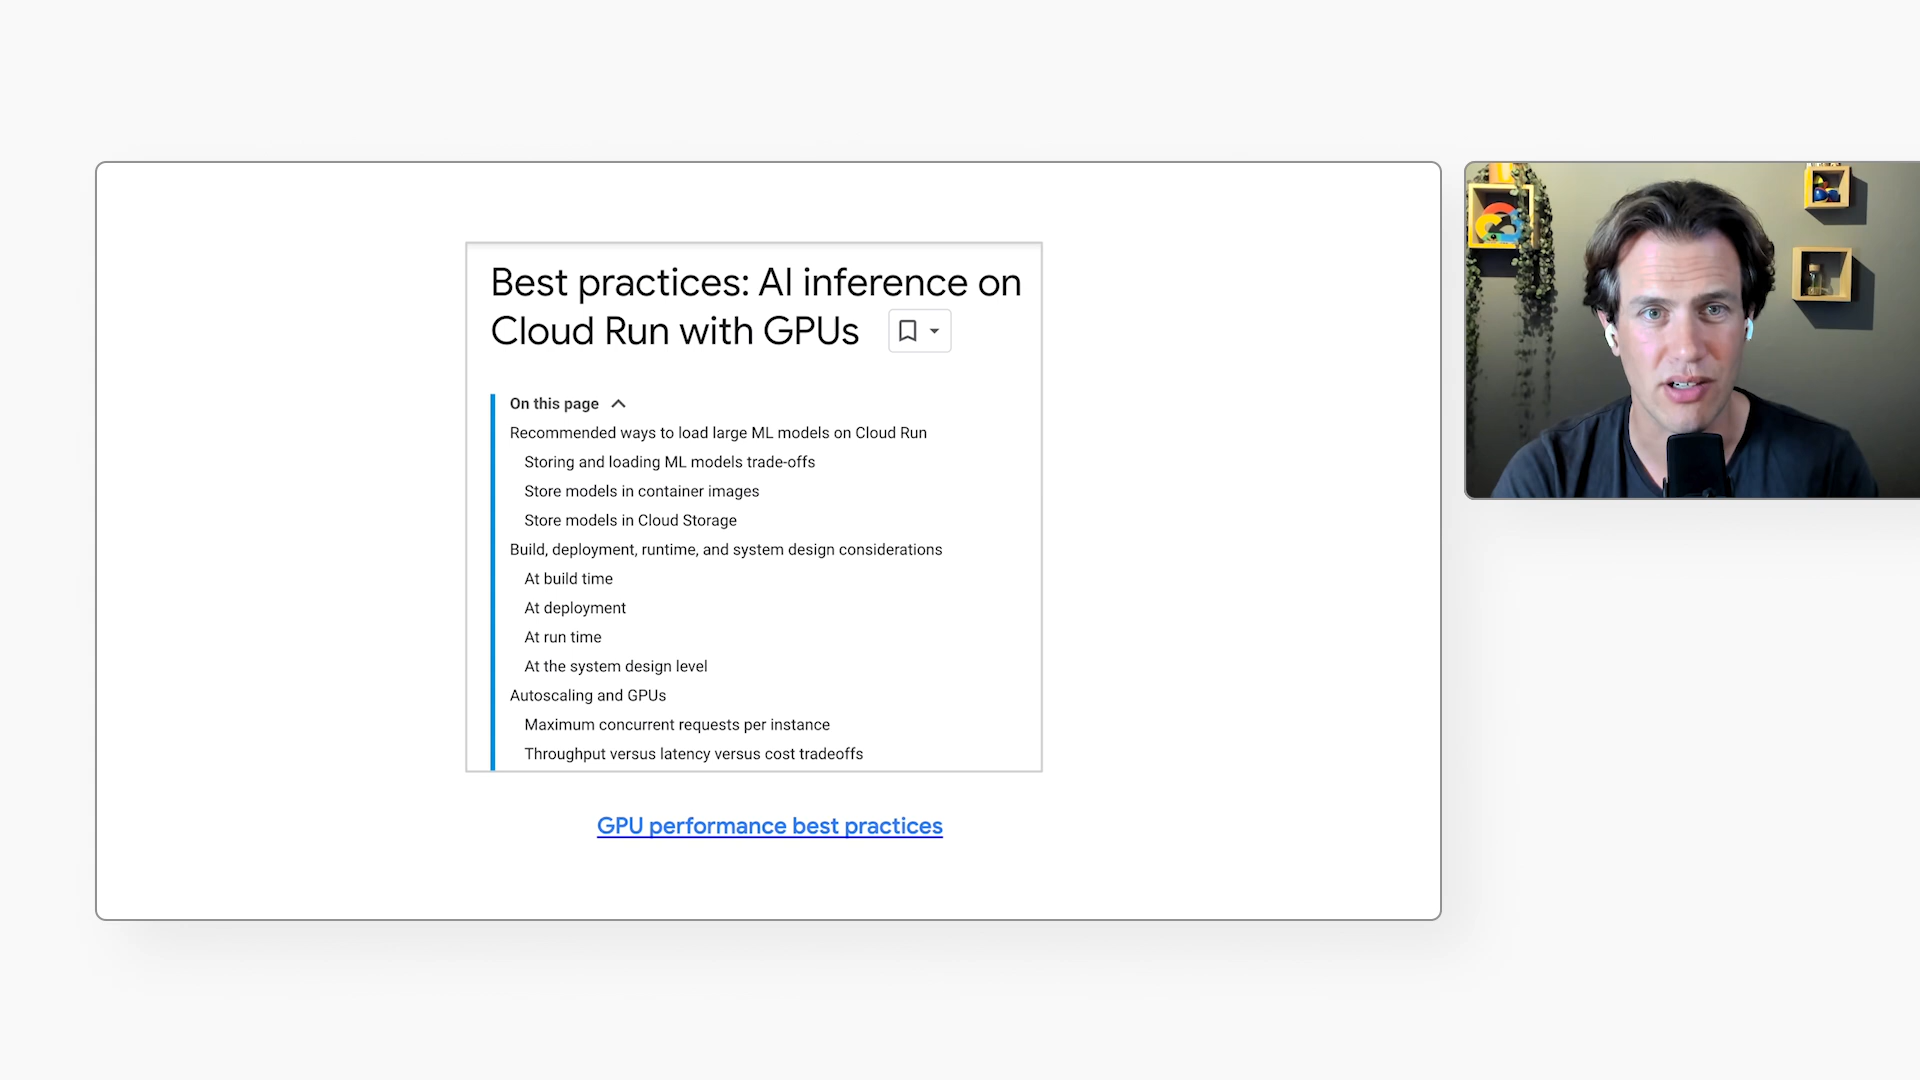 Best practices: AI inference on
Cloud Run with GPUs
On this page
Recommended ways to load large ML models on Cloud Run
Storing and loading ML models trade-offs
Store models in container images
Store models in Cloud Storage
Build, deployment, runtime, and system design considerations
At build time
At deployment
At run time
At the system design level
Autoscaling and GPUs
Maximum concurrent requests per instance
Throughput versus latency versus cost tradeoffs
GPU performance best practices